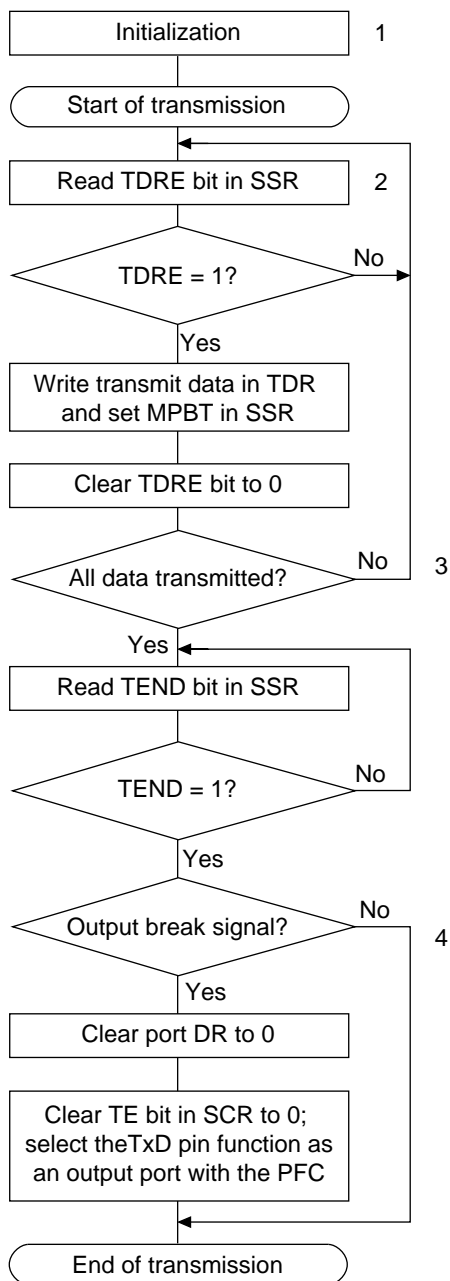 Initialization 1
Start of transmission
Read TDRE bit in SSR 2
TDRE = 1? No
Yes
Write transmit data in TDR
and set MPBT in SSR
Clear TDRE bit to 0
All data transmitted? No 3
Yes
Read TEND bit in SSR
TEND = 1? No
Yes
Output break signal? No 4
Yes
Clear port DR to 0
Clear TE bit in SCR to 0;
select theTxD pin function as
an output port with the PFC
End of transmission